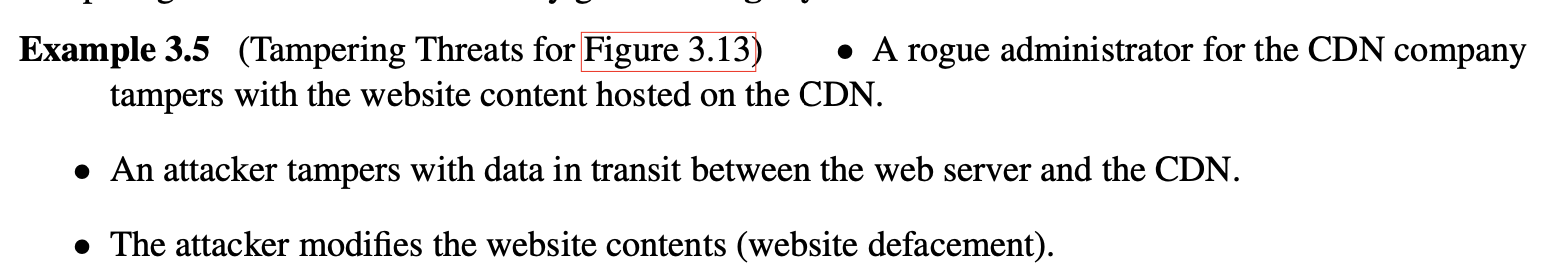 Example 3.5 (Tampering Threats for Figure 3.13) • A rogue administrator for the CDN company
tampers with the website content hosted on the CDN.
• An attacker tampers with data in transit between the web server and the CDN.
• The attacker modifies the website contents (website defacement).